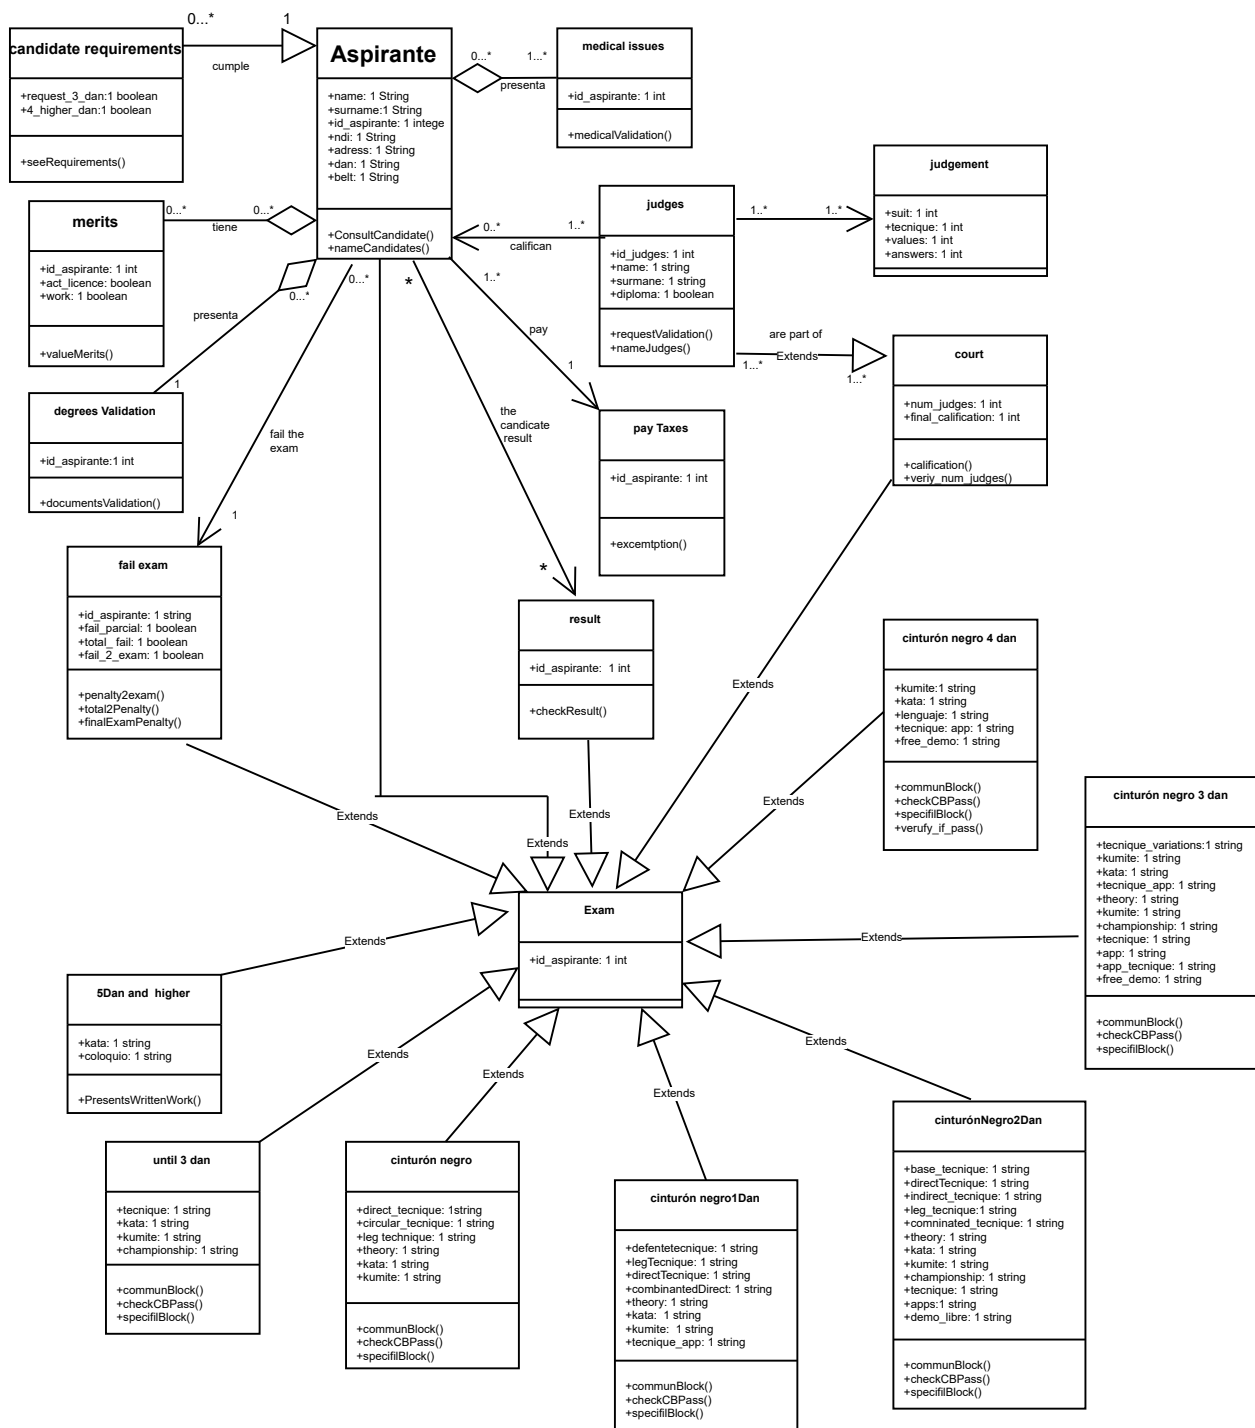 0...*
1
candidate requirements
cumple
+request_3_dan:1 boolean
+4_higher_dan:1 boolean
+seeRequirements()
Aspirante
+name: 1 String
+surname:1 String
+id_aspirante: 1 intege
+ndi: 1 String
+adress: 1 String
+dan: 1 String
+belt: 1 String
+ConsultCandidate()
+nameCandidates()
0...*
1...*
presenta
medical issues
+id_aspirante: 1 int
+medicalValidation()
merits
+id_aspirante: 1 int
+act_licence: boolean
+work: 1 boolean
+valueMerits()
0...*
0...*
tiene
judges
+id_judges: 1 int
+name: 1 string
+surmane: 1 string
+diploma: 1 boolean
+requestValidation()
+nameJudges()
0..*
1..*
califican
1..*
1..*
judgement
+suit: 1 int
+tecnique: 1 int
+values: 1 int
+answers: 1 int
are part of
Extends
1...*
1...*
court
+num_judges: 1 int
+final_calification: 1 int
+calification()
+veriy_num_judges()
0...*
presenta
1
degrees Validation
+id_aspirante:1 int
+documentsValidation()
0...*
fail the
exam
1
*
the
candicate
result
*
1..*
pay
1
pay Taxes
+id_aspirante: 1 int
+excemtption()
fail exam
+id_aspirante: 1 string
+fail_parcial: 1 boolean
+total_ fail: 1 boolean
+fail_2_exam: 1 boolean
+penalty2exam()
+total2Penalty()
+finalExamPenalty()
result
+id_aspirante:  1 int
+checkResult()
Extends
cinturón negro 4 dan
+kumite:1 string
+kata: 1 string
+lenguaje: 1 string
+tecnique: app: 1 string
+free_demo: 1 string
+communBlock()
+checkCBPass()
+specifilBlock()
+verufy_if_pass()
Extends
Extends
Extends
Extends
Extends
cinturón negro 3 dan
+tecnique_variations:1 string
+kumite: 1 string
+kata: 1 string
+tecnique_app: 1 string
+theory: 1 string
+kumite: 1 string
+championship: 1 string
+tecnique: 1 string
+app: 1 string
+app_tecnique: 1 string
+free_demo: 1 string
+communBlock()
+checkCBPass()
+specifilBlock()
Exam
+id_aspirante: 1 int
Extends
Extends
5Dan and  higher
+kata: 1 string
+coloquio: 1 string
+PresentsWrittenWork()
Extends
Extends
Extends
Extends
until 3 dan
+tecnique: 1 string
+kata: 1 string
+kumite: 1 string
+championship: 1 string
+communBlock()
+checkCBPass()
+specifilBlock()
cinturón negro
+direct_tecnique: 1string
+circular_tecnique: 1 string
+leg technique: 1 string
+theory: 1 string
+kata: 1 string
+kumite: 1 string
+communBlock()
+checkCBPass()
+specifilBlock()
cinturón negro1Dan
+defentetecnique: 1 string
+legTecnique: 1 string
+directTecnique: 1 string
+combinantedDirect: 1 string
+theory: 1 string
+kata:  1 string
+kumite:  1 string
+tecnique_app: 1 string
+communBlock()
+checkCBPass()
+specifilBlock()
cinturónNegro2Dan
+base_tecnique: 1 string
+directTecnique: 1 string
+indirect_tecnique: 1 string
+leg_tecnique:1 string
+comninated_tecnique: 1 string
+theory: 1 string
+kata: 1 string
+kumite: 1 string
+championship: 1 string
+tecnique: 1 string
+apps:1 string
+demo_libre: 1 string
+communBlock()
+checkCBPass()
+specifilBlock()